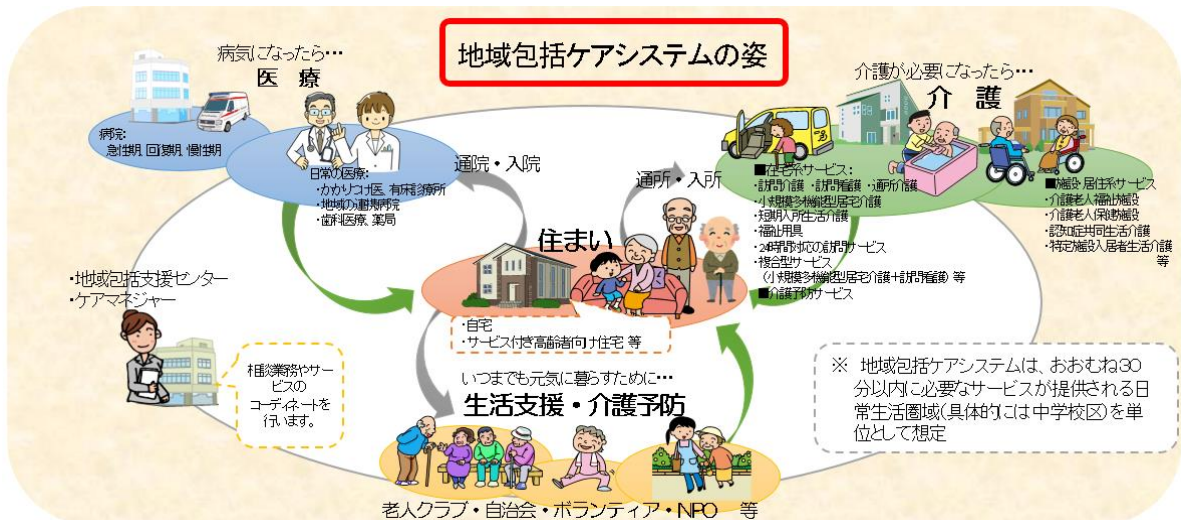 地域包括ケアシステムの姿
病気になったら･･･
医 療
病院:
急性期、回復期、慢性期
日常の医療:
・かかりつけ医、有床診療所
・地域の連携病院
・歯科医療、薬局
通院・入院
通所・入所
介護が必要になったら･･･
介 護
■在宅系サービス:
・訪問介護・訪問看護・通所介護
・小規模多機能型居宅介護
・短期入所生活介護
・福祉用具
・24時間対応の訪問サービス
・複合型サービス
(小規模多機能型居宅介護+訪問看護)等
■介護予防サービス
■施設・居住系サービス
・介護老人福祉施設
・介護老人保健施設
・認知症共同生活介護
・特定施設入居者生活介護
等
住まい
・自宅
・サービス付き高齢者向け住宅 等
・地域包括支援センター
・ケアマネジャー
相談業務やサー
ビスの
コーディネートを
行います。
いつまでも元気に暮らすために･･･
生活支援・介護予防
老人クラブ・自治会・ボランティア・NPO 等
※ 地域包括ケアシステムは、おおむね30
分以内に必要なサービスが提供される日
常生活圏域(具体的には中学校区)を単
位として想定